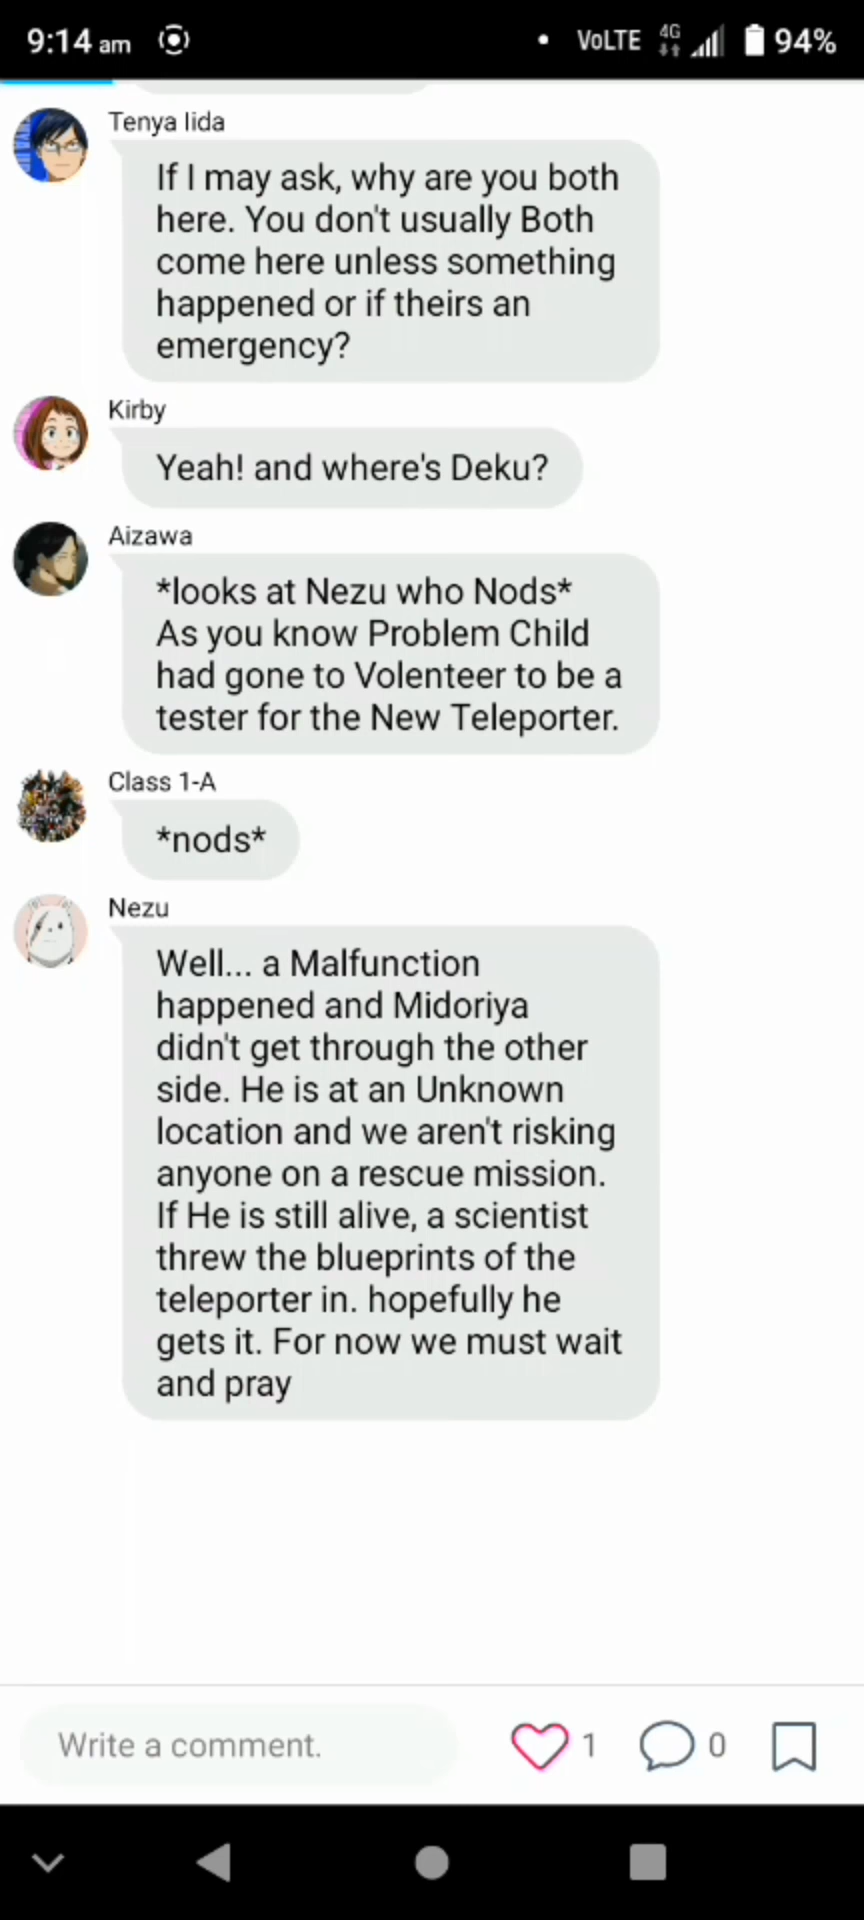 9:14 am
VoLTE 4G 94%
Tenya Iida
If I may ask, why are you both
here. You don't usually Both
come here unless something
happened or if theirs an
emergency?
Kirby
Yeah! and where's Deku?
Aizawa
*looks at Nezu who Nods*
As you know Problem Child
had gone to Volenteer to be a
tester for the New Teleporter.
Class 1-A
*nods*
Nezu
Well... a Malfunction
happened and Midoriya
didn't get through the other
side. He is at an Unknown
location and we aren't risking
anyone on a rescue mission.
If He is still alive, a scientist
threw the blueprints of the
teleporter in. hopefully he
gets it. For now we must wait
and pray
Write a comment.
1
0